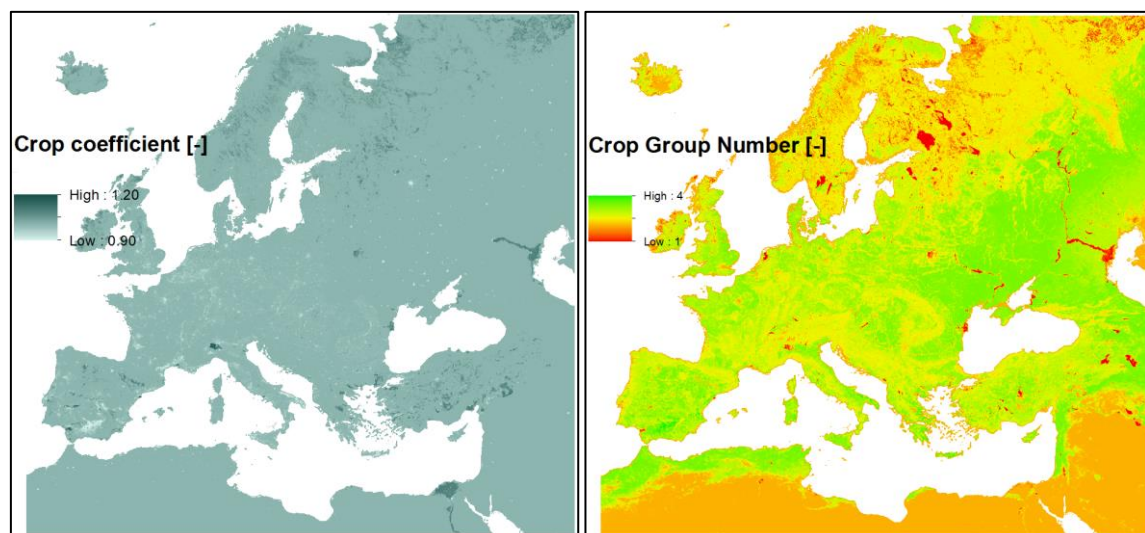 Crop coefficient [-]
High : 1.20
Low : 0.90
Crop Group Number [-]
High : 4
Low : 1